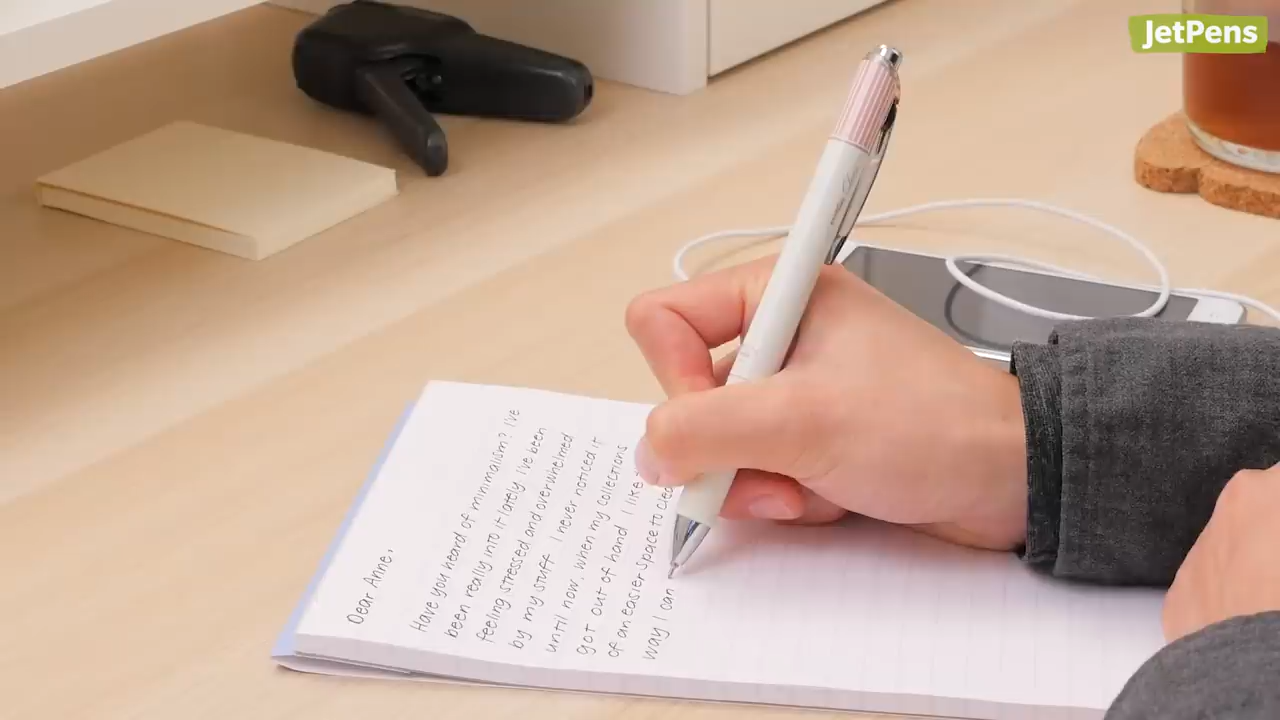 JetPens
Dear Anne,
Have you heard of minimalism? I've
been really into it lately. I've been
feeling stressed and overwhelmed
by my stuff. I never noticed it
until now, when my collections
got out of hand. I like
of an easier space to clea
way I can